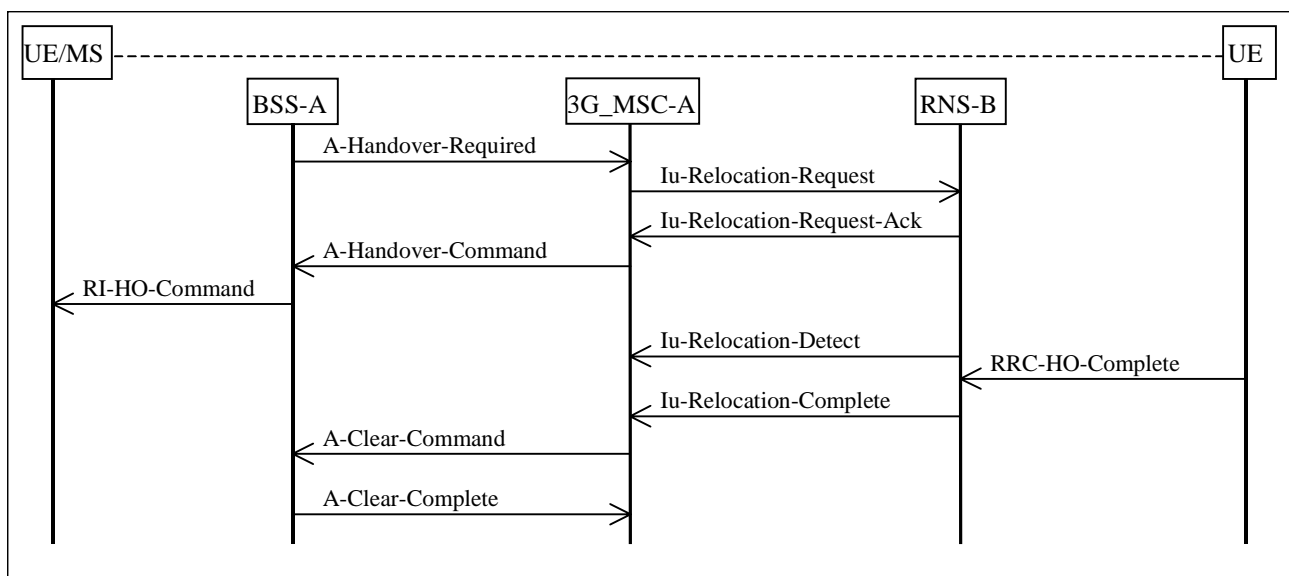 UE/MS
UE
BSS-A
3G_MSC-A
RNS-B
A-Handover-Required
Iu-Relocation-Request
Iu-Relocation-Request-Ack
A-Handover-Command
RI-HO-Command
Iu-Relocation-Detect
RRC-HO-Complete
Iu-Relocation-Complete
A-Clear-Command
A-Clear-Complete